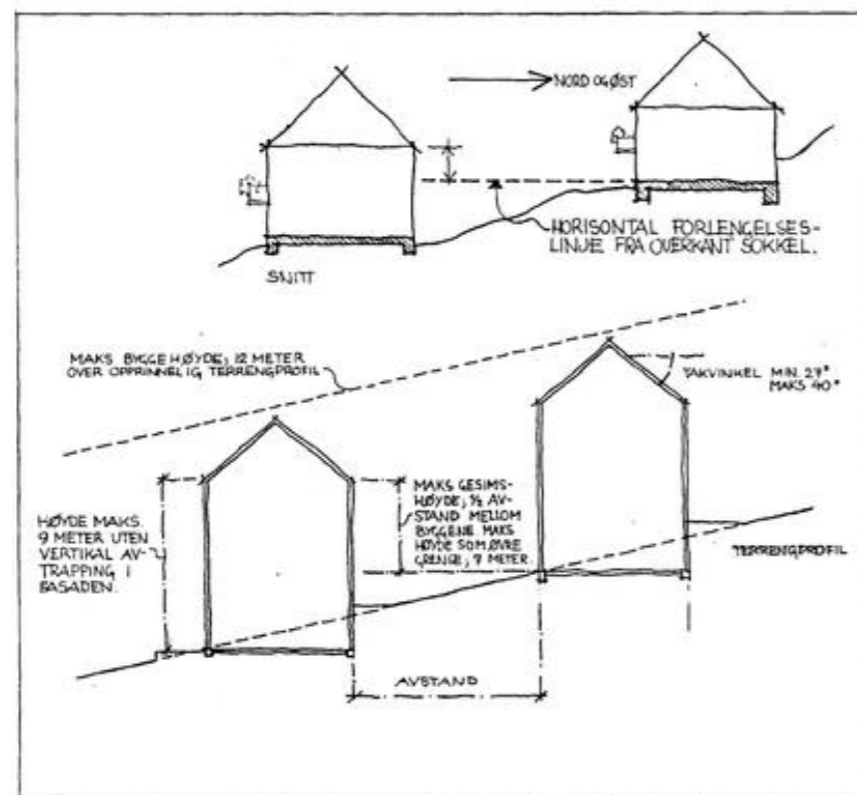 NORD OG ØST
HORISONTAL FORLENGELSES-
LINJE FRA OVERKANT SOKKEL.
SNITT
MAKS BYGGEHØYDE; 12 METER
OVER OPPRINNELIG TERRENGPROFIL
TAKVINKEL MIN. 27°
MAKS 40°
HØYDE MAKS.
9 METER UTEN
VERTIKAL AV-
TRAPPING I
FASADEN.
MAKS GESIMS-
HØYDE; ½ AV-
STAND MELLOM
BYGGENE MAKS
HØYDE SOM ØVRE
GRENSE; 7 METER.
TERRENGPROFIL
AVSTAND